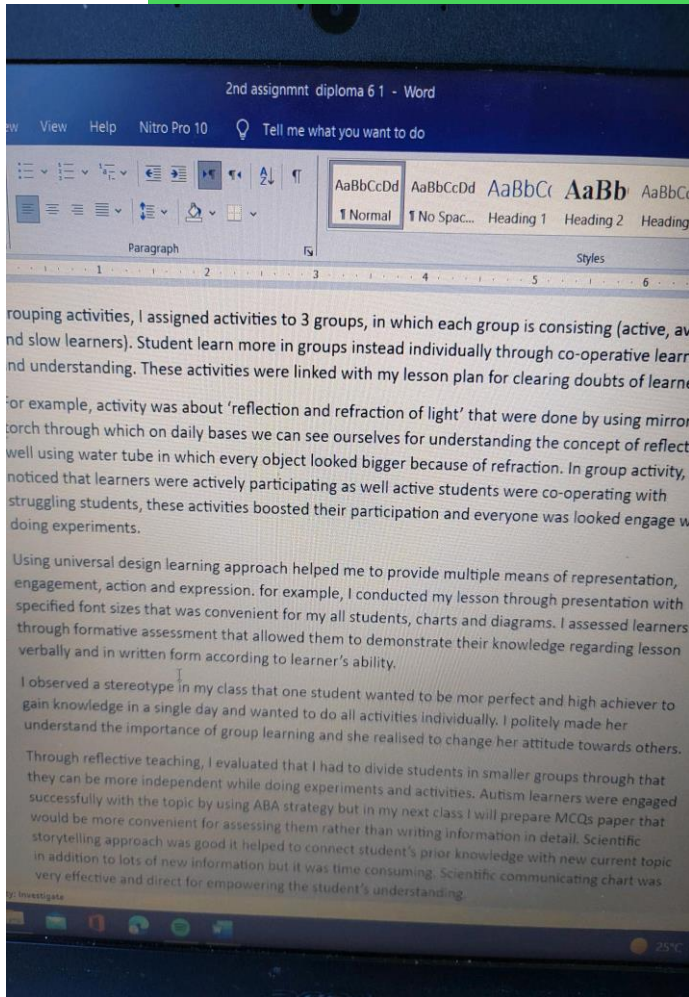 2nd assignmnt diploma 6 1 - Word
View Help Nitro Pro 10 Tell me what you want to do
AaBbCcDd AaBbCcDd AaBbCc AaBb AaBbCc
¶ Normal ¶ No Spac... Heading 1 Heading 2 Heading
Paragraph
Styles
1 2 3 4 5 6
rouping activities, I assigned activities to 3 groups, in which each group is consisting (active, av
nd slow learners). Student learn more in groups instead individually through co-operative learn
nd understanding. These activities were linked with my lesson plan for clearing doubts of learne
or example, activity was about ‘reflection and refraction of light’ that were done by using mirror
torch through which on daily bases we can see ourselves for understanding the concept of reflect
well using water tube in which every object looked bigger because of refraction. In group activity,
noticed that learners were actively participating as well active students were co-operating with
struggling students, these activities boosted their participation and everyone was looked engage w
doing experiments.
Using universal design learning approach helped me to provide multiple means of representation,
engagement, action and expression. for example, I conducted my lesson through presentation with
specified font sizes that was convenient for my all students, charts and diagrams. I assessed learners
through formative assessment that allowed them to demonstrate their knowledge regarding lesson
verbally and in written form according to learner’s ability.
I observed a stereotype in my class that one student wanted to be mor perfect and high achiever to
gain knowledge in a single day and wanted to do all activities individually. I politely made her
understand the importance of group learning and she realised to change her attitude towards others.
Through reflective teaching, I evaluated that I had to divide students in smaller groups through that
they can be more independent while doing experiments and activities. Autism learners were engaged
successfully with the topic by using ABA strategy but in my next class I will prepare MCQs paper that
would be more convenient for assessing them rather than writing information in detail. Scientific
storytelling approach was good it helped to connect student’s prior knowledge with new current topic
in addition to lots of new information but it was time consuming. Scientific communicating chart was
very effective and direct for empowering the student’s understanding.
ty: Investigate
25°C